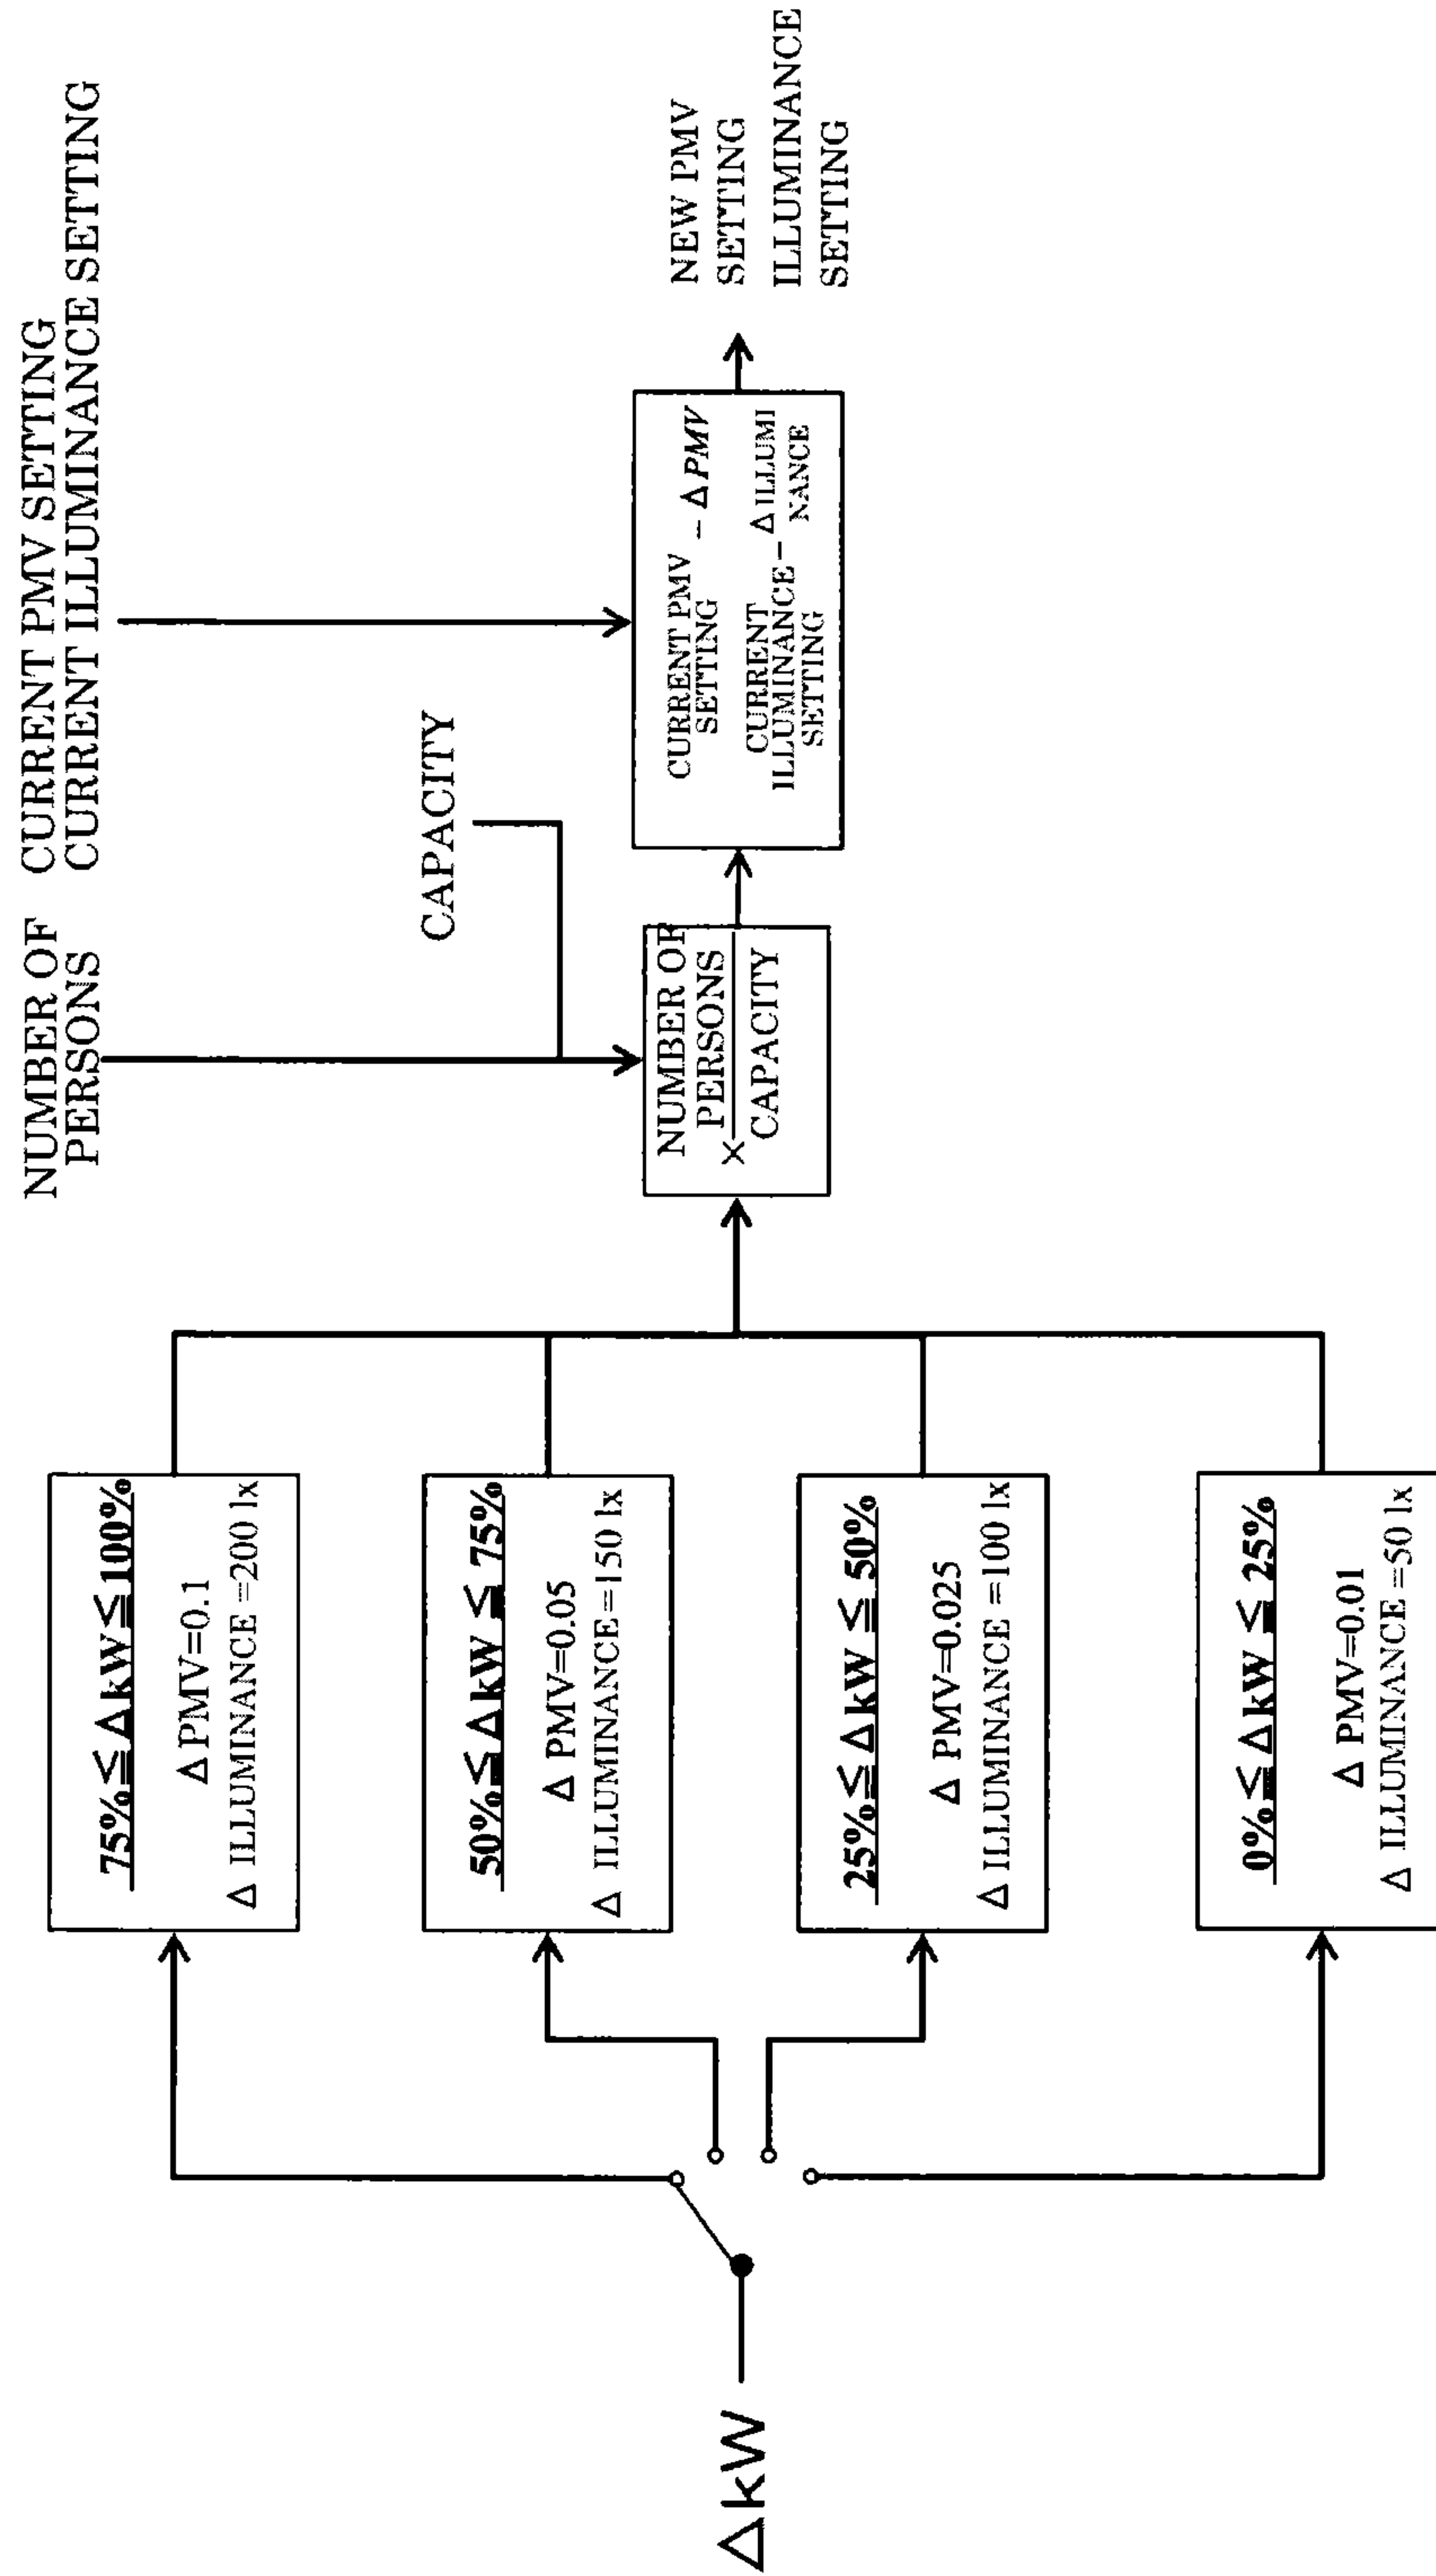 ΔkW
75%≦ΔkW≦100%
Δ PMV=0.1
Δ ILLUMINANCE =200 lx
50%≦ΔkW ≦ 75%
Δ PMV=0.05
Δ ILLUMINANCE=150 lx
25%≦ΔkW ≦ 50%
Δ PMV=0.025
Δ ILLUMINANCE =100 lx
0%≦ΔkW ≦ 25%
Δ PMV=0.01
Δ ILLUMINANCE =50 lx
NUMBER OF
PERSONS
CAPACITY
CURRENT PMV SETTING
CURRENT ILLUMINANCE SETTING
NUMBER OF
PERSONS
×
CAPACITY
CURRENT PMV
SETTING
− Δ PMV
CURRENT
ILLUMINANCE −
SETTING
Δ ILLUMI
NANCE
NEW PMV
SETTING
ILLUMINANCE
SETTING